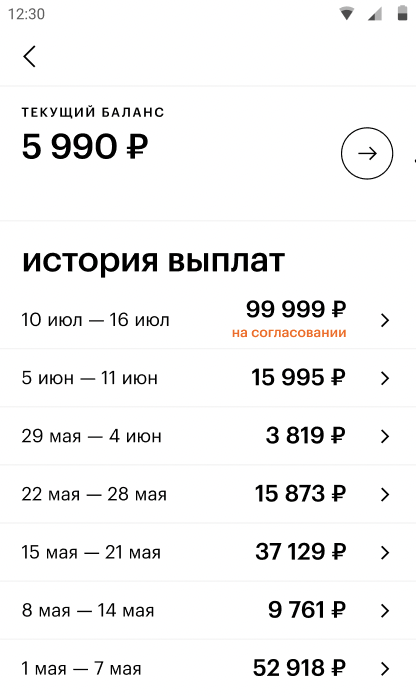 12:30
ТЕКУЩИЙ БАЛАНС
5 990 ₽
история выплат
10 июл — 16 июл
99 999 ₽
на согласовании
5 июн — 11 июн
15 995 ₽
29 мая — 4 июн
3 819 ₽
22 мая — 28 мая
15 873 ₽
15 мая — 21 мая
37 129 ₽
8 мая — 14 мая
9 761 ₽
1 мая — 7 мая
52 918 ₽